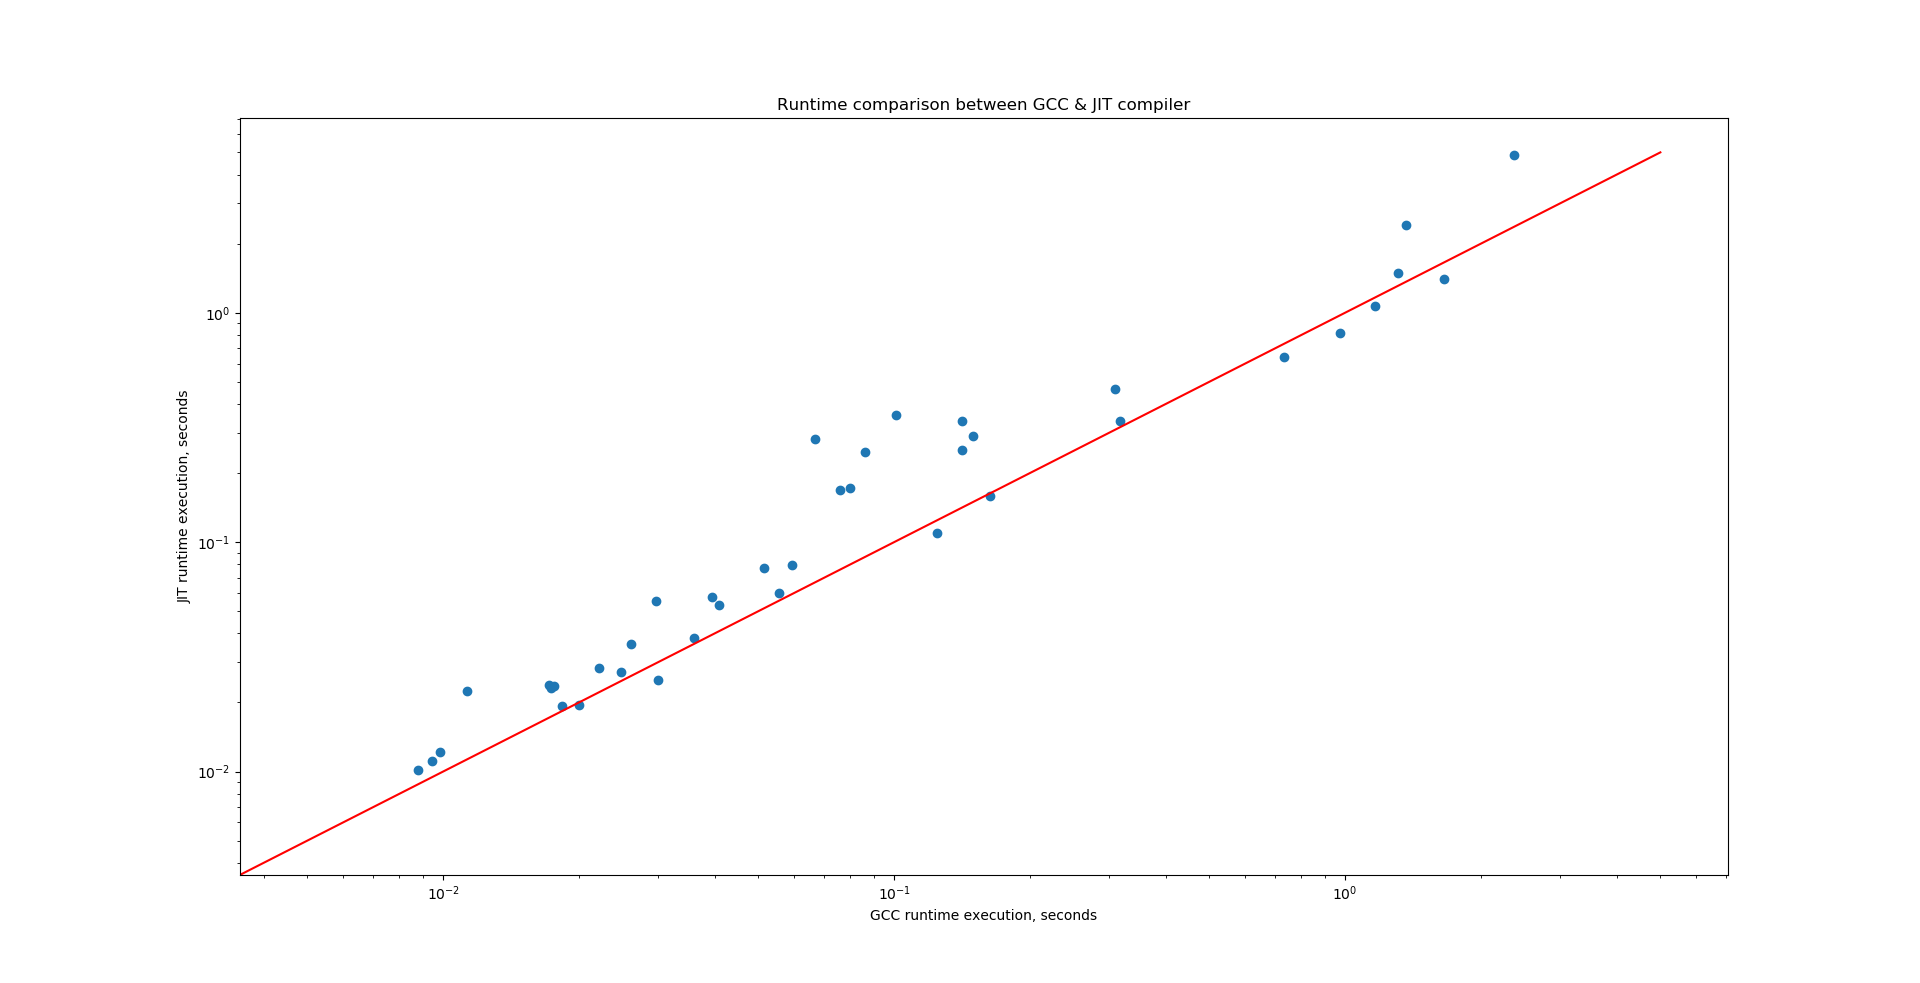 Runtime comparison between GCC & JIT compiler
JIT runtime execution, seconds
10⁰
10⁻¹
10⁻²
10⁻² 10⁻¹ 10⁰
GCC runtime execution, seconds